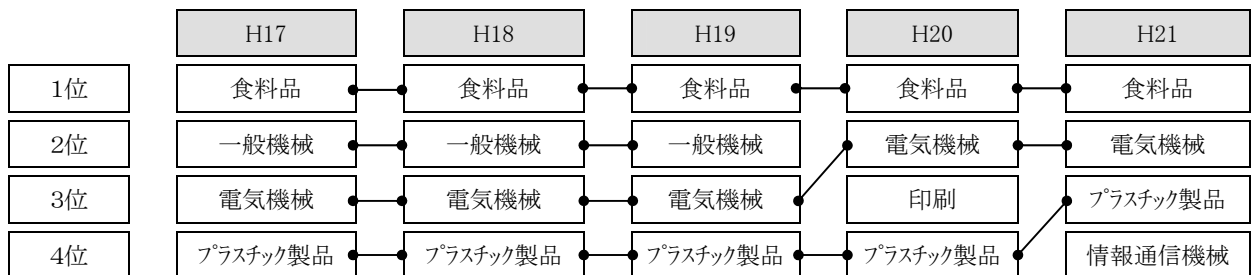 H17 H18 H19 H20 H21
1位 食料品 食料品 食料品 食料品 食料品
2位 一般機械 一般機械 一般機械 電気機械 電気機械
3位 電気機械 電気機械 電気機械 印刷 プラスチック製品
4位 プラスチック製品 プラスチック製品 プラスチック製品 プラスチック製品 情報通信機械